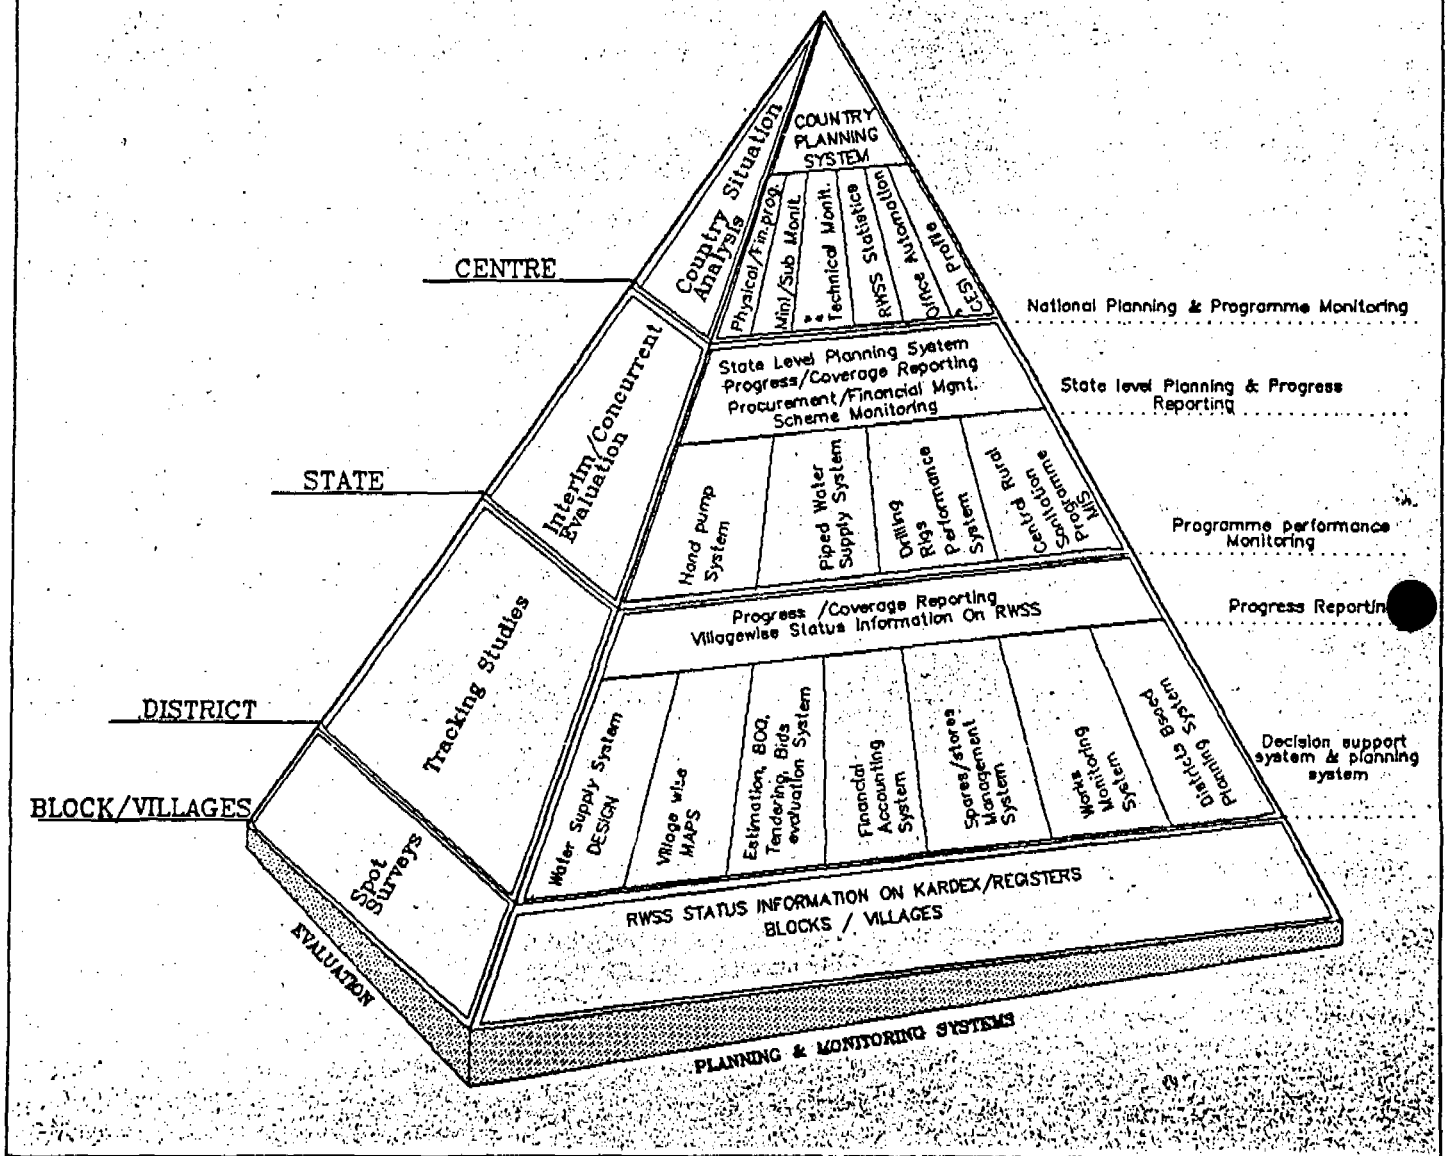 COUNTRY
PLANNING
SYSTEM
Country Situation
Analysis
Physical/Fin.prog.
Mini/Sub Monit.
** Technical Monit.
RWSS Statistics
Office Automation
* CESI Profile
CENTRE
National Planning & Programme Monitoring
State Level Planning System
Progress/Coverage Reporting
Procurement/Financial Mgnt.
Scheme Monitoring
State level Planning & Progress
Reporting
Interim/Concurrent
Evaluation
STATE
Hand pump
System
Piped Water
Supply System
Drilling
Rigs
Performance
System
Central Rural
Sanitation
Programme
MIS
Programme performance
Monitoring
Progress /Coverage Reporting
Villagewise Status Information On RWSS
Progress Reportin
Tracking Studies
DISTRICT
Water Supply System
DESIGN
Village wise
MAPS
Estimation, BOQ,
Tendering, Bids
evaluation System
Financial
Accounting
System
Spares/stores
Management
System
Works
Monitoring
System
Districts Bsaed
Planning System
Decision support
system & planning
system
BLOCK/VILLAGES
Spot
Surveys
RWSS STATUS INFORMATION ON KARDEX/REGISTERS
BLOCKS / VILLAGES
EVALUATION
PLANNING & MONITORING SYSTEMS